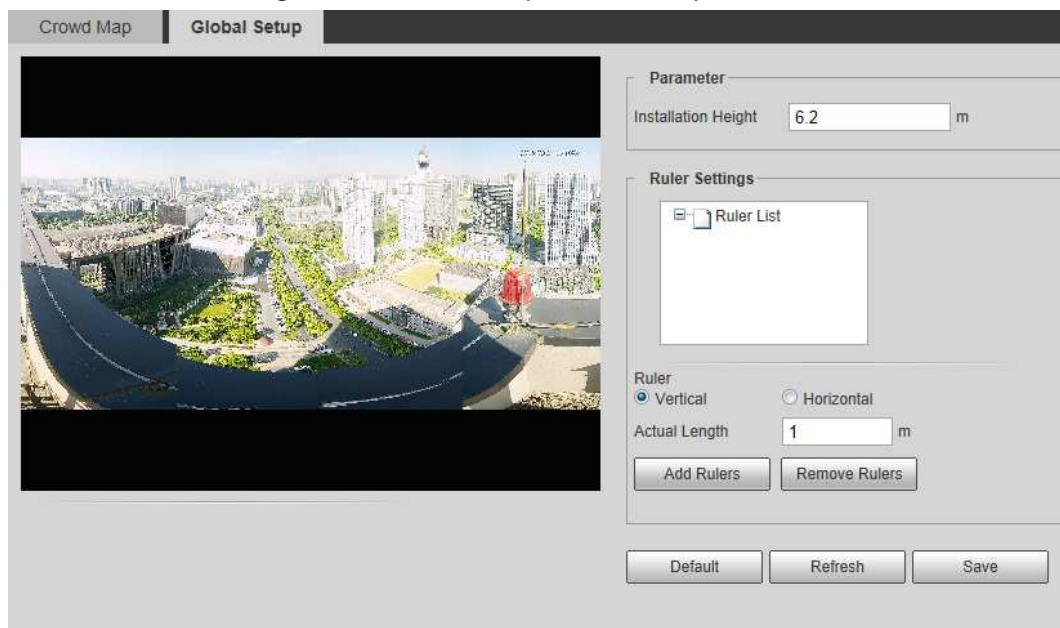 Crowd Map Global Setup
Parameter
Installation Height 6.2 m
Ruler Settings
Ruler List
Ruler
Vertical Horizontal
Actual Length 1 m
Add Rulers Remove Rulers
Default Refresh Save